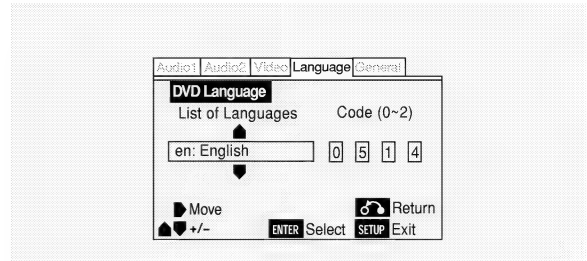 Audio1 Audio2 Video Language General
DVD Language
List of Languages Code (0~2)
en: English 0 5 1 4
Move Return
+/– ENTER Select SETUP Exit